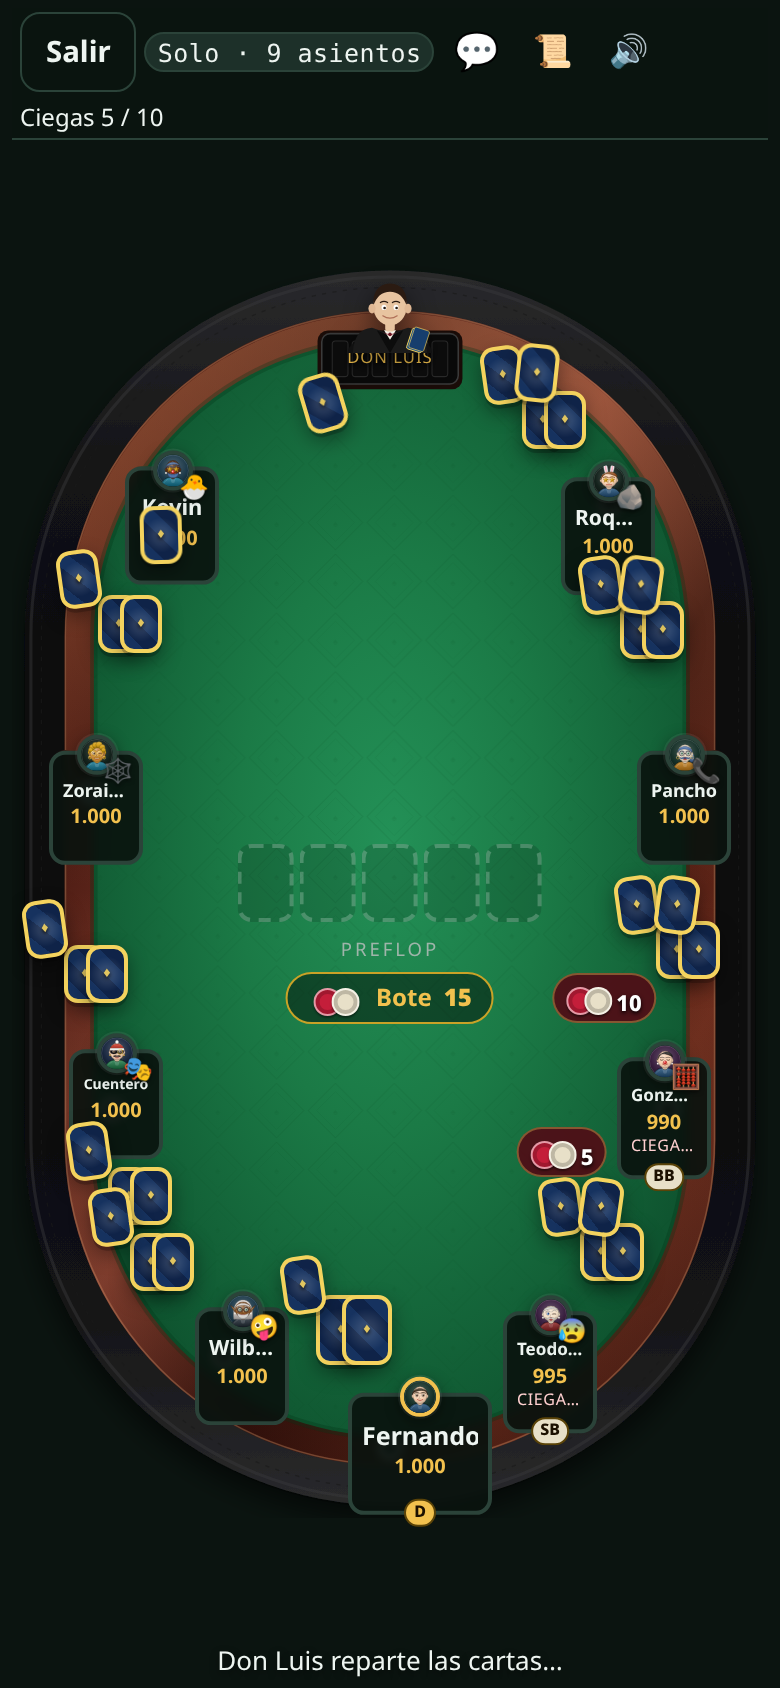 Salir
Solo · 9 asientos
Ciegas 5 / 10
DON LUIS
Kevin
Roq...
1.000
Zorai...
1.000
Pancho
1.000
PREFLOP
Bote 15
10
Cuentero
1.000
Gonz...
990
CIEGA...
BB
5
Wilb...
1.000
Teodo...
995
CIEGA...
SB
Fernando
1.000
D
Don Luis reparte las cartas...